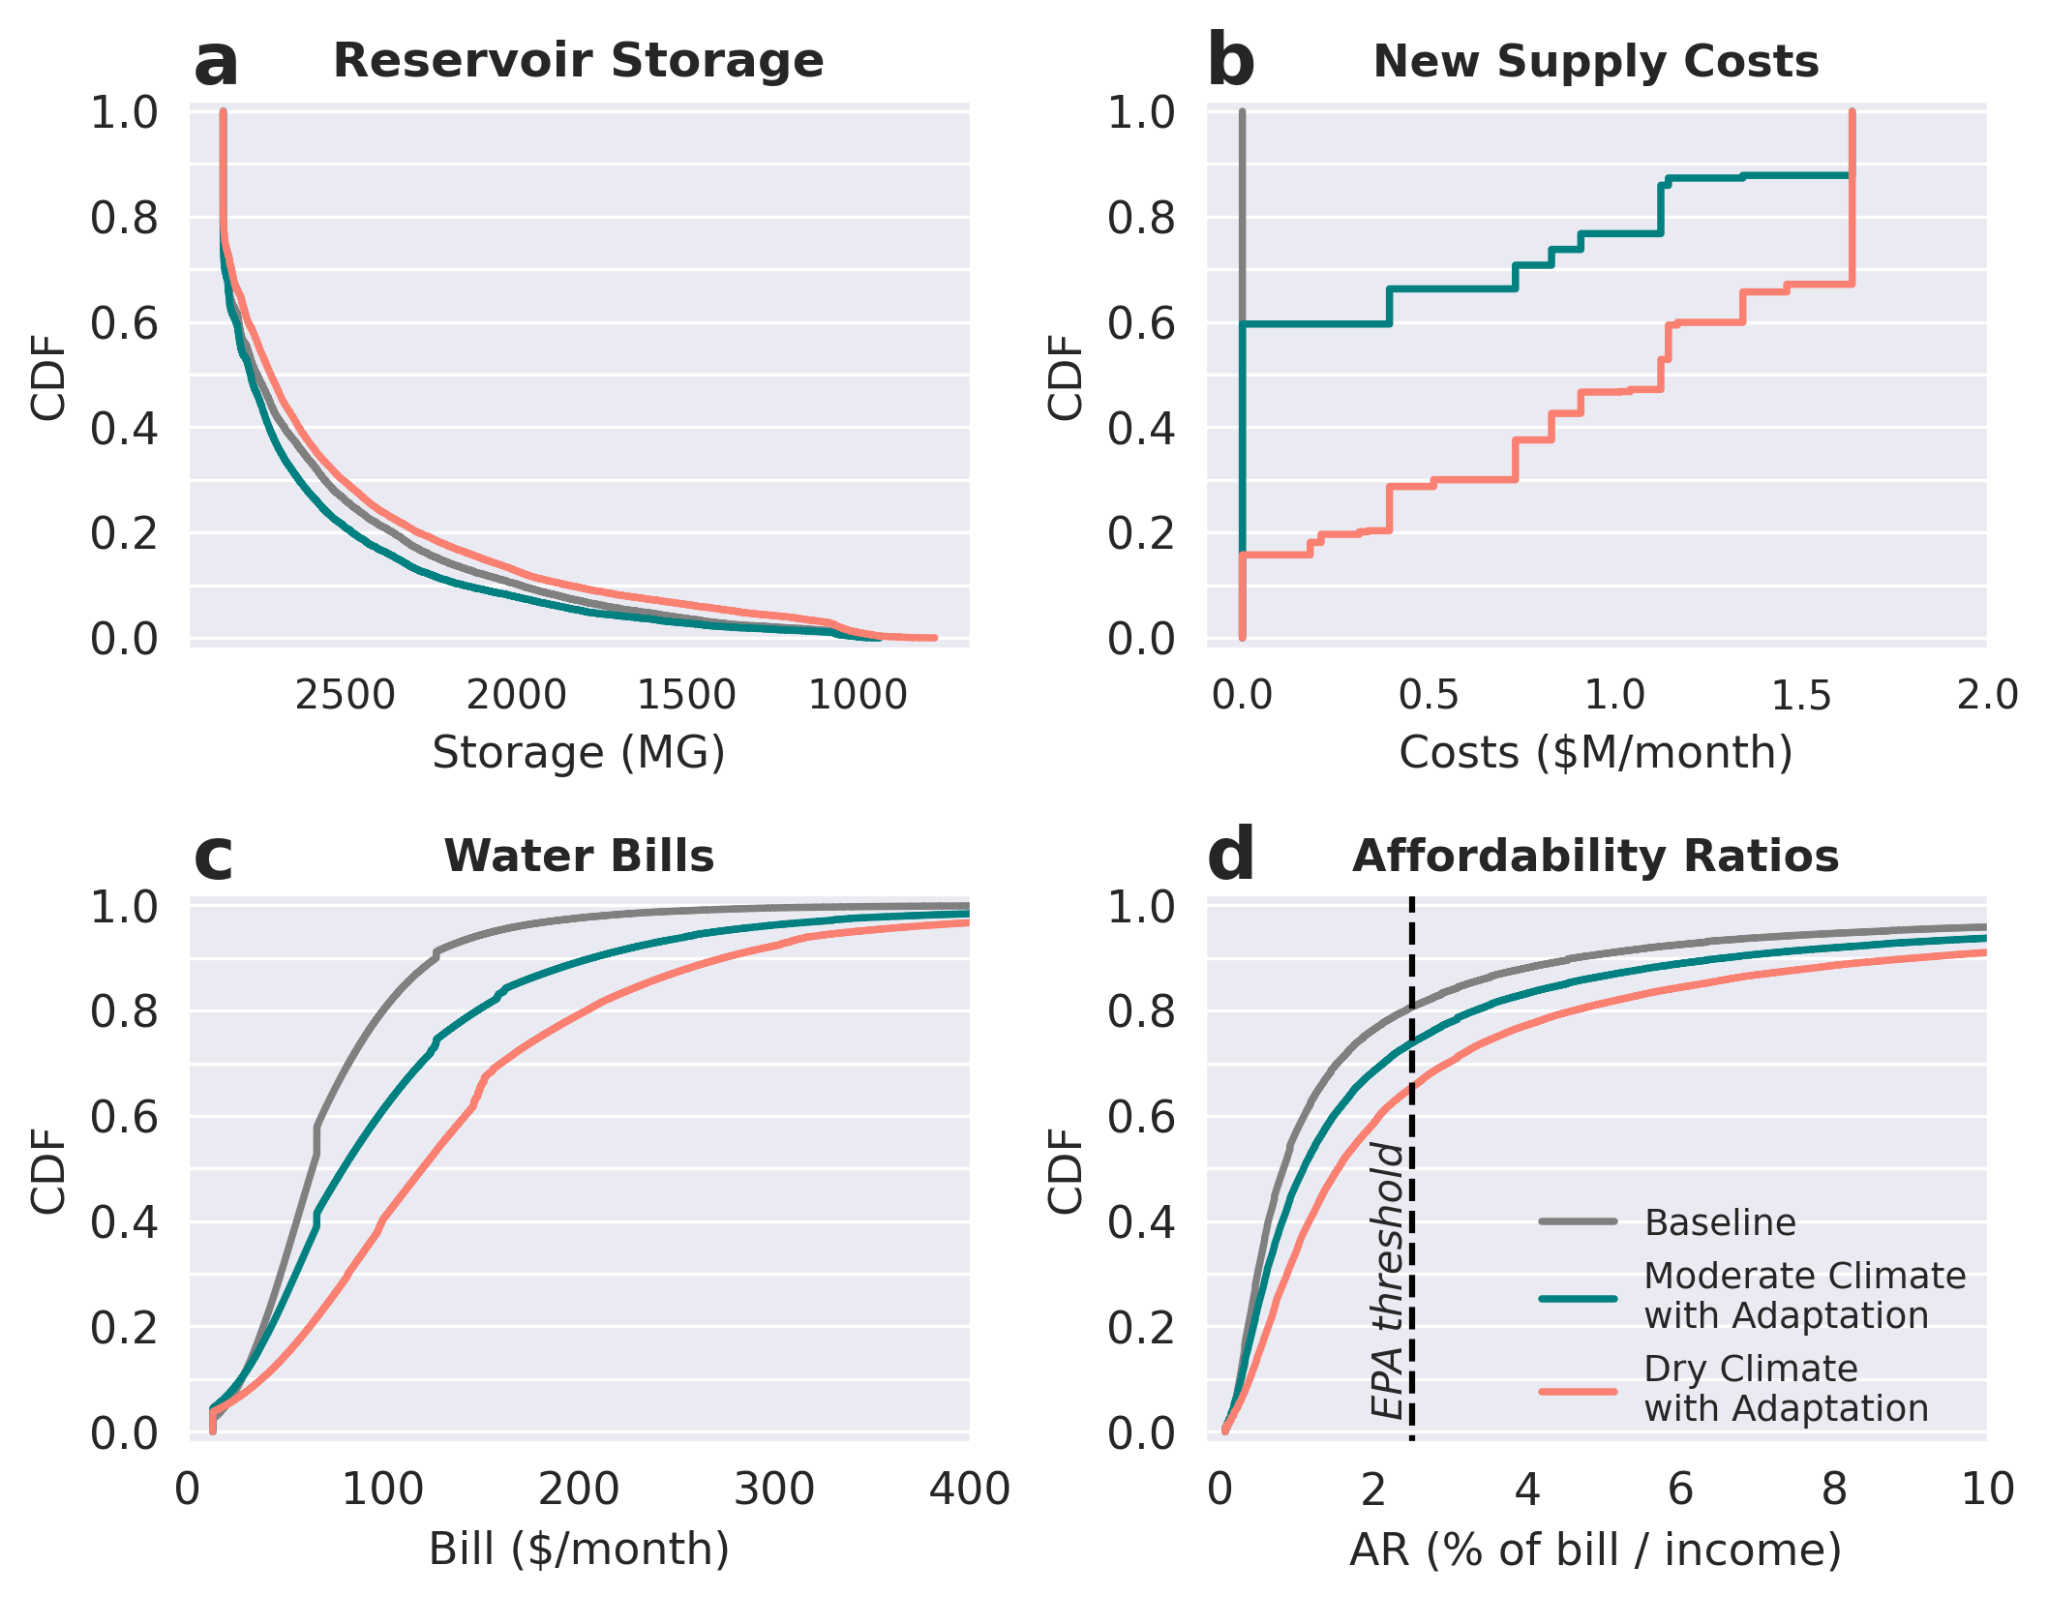 a Reservoir Storage
1.0
0.8
0.6
0.4
0.2
0.0
CDF
2500 2000 1500 1000
Storage (MG)
b New Supply Costs
1.0
0.8
0.6
0.4
0.2
0.0
CDF
0.0 0.5 1.0 1.5 2.0
Costs ($M/month)
c Water Bills
1.0
0.8
0.6
0.4
0.2
0.0
CDF
0 100 200 300 400
Bill ($/month)
d Affordability Ratios
1.0
0.8
0.6
0.4
0.2
0.0
CDF
EPA threshold
Baseline
Moderate Climate
with Adaptation
Dry Climate
with Adaptation
0 2 4 6 8 10
AR (% of bill / income)